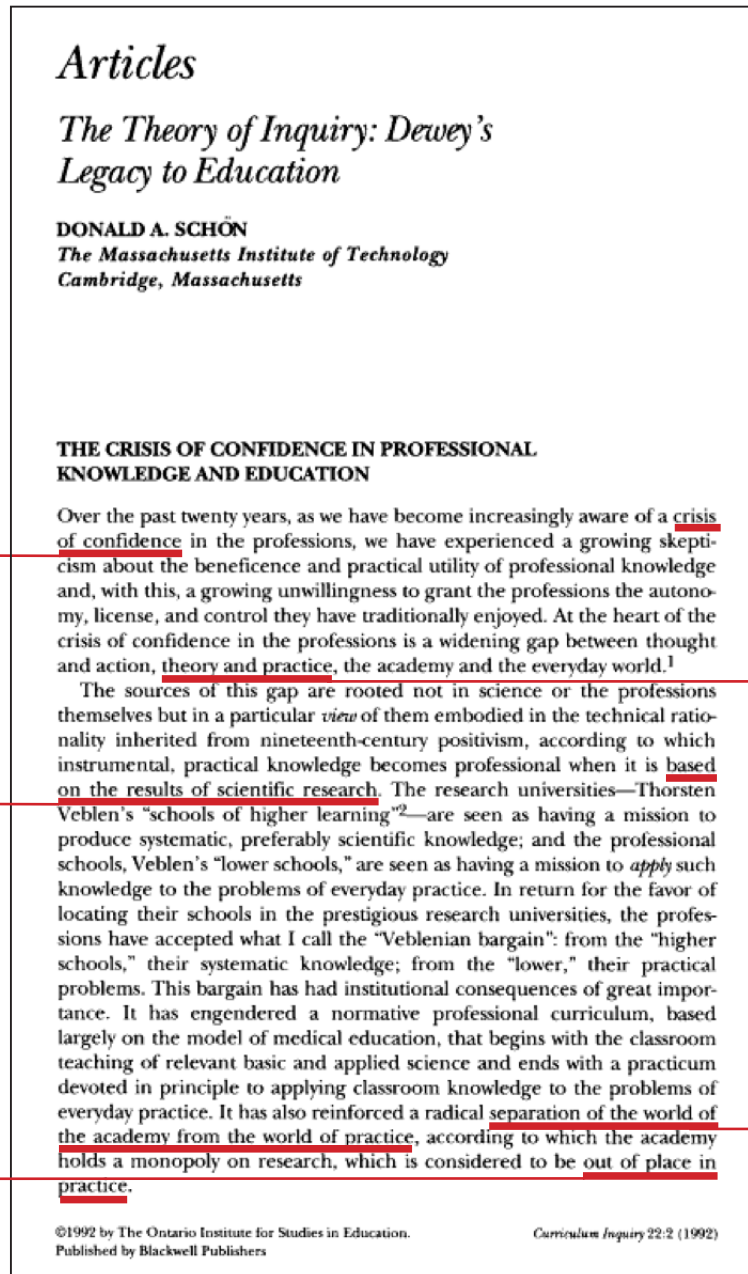 Articles
The Theory of Inquiry: Dewey's
Legacy to Education
DONALD A. SCHÖN
The Massachusetts Institute of Technology
Cambridge, Massachusetts
THE CRISIS OF CONFIDENCE IN PROFESSIONAL
KNOWLEDGE AND EDUCATION
Over the past twenty years, as we have become increasingly aware of a crisis
of confidence in the professions, we have experienced a growing skepti-
cism about the beneficence and practical utility of professional knowledge
and, with this, a growing unwillingness to grant the professions the autono-
my, license, and control they have traditionally enjoyed. At the heart of the
crisis of confidence in the professions is a widening gap between thought
and action, theory and practice, the academy and the everyday world.1
The sources of this gap are rooted not in science or the professions
themselves but in a particular view of them embodied in the technical ratio-
nality inherited from nineteenth-century positivism, according to which
instrumental, practical knowledge becomes professional when it is based
on the results of scientific research. The research universities—Thorsten
Veblen's "schools of higher learning"2—are seen as having a mission to
produce systematic, preferably scientific knowledge; and the professional
schools, Veblen's "lower schools," are seen as having a mission to apply such
knowledge to the problems of everyday practice. In return for the favor of
locating their schools in the prestigious research universities, the profes-
sions have accepted what I call the "Veblenian bargain": from the "higher
schools," their systematic knowledge; from the "lower," their practical
problems. This bargain has had institutional consequences of great impor-
tance. It has engendered a normative professional curriculum, based
largely on the model of medical education, that begins with the classroom
teaching of relevant basic and applied science and ends with a practicum
devoted in principle to applying classroom knowledge to the problems of
everyday practice. It has also reinforced a radical separation of the world of
the academy from the world of practice, according to which the academy
holds a monopoly on research, which is considered to be out of place in
practice.
©1992 by The Ontario Institute for Studies in Education.
Published by Blackwell Publishers
Curriculum Inquiry 22:2 (1992)